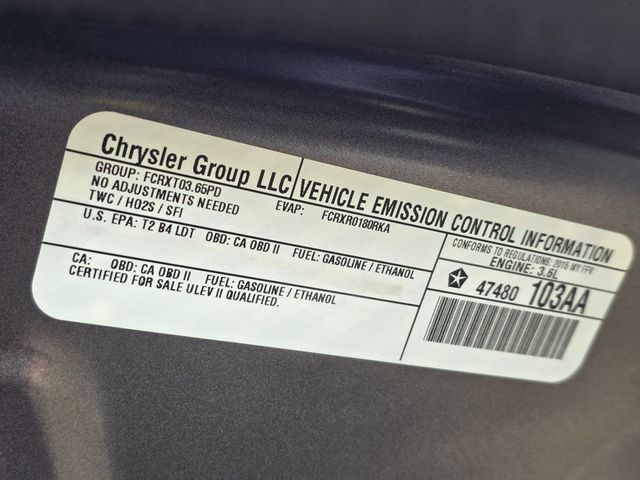 Chrysler Group LLC
VEHICLE EMISSION CONTROL INFORMATION
GROUP: FCRXT03.65PD
EVAP: FCRXR0180RKA
NO ADJUSTMENTS NEEDED
TWC / HO2S / SFI
CONFORMS TO REGULATIONS: 2015 MY FFV
U.S. EPA: T2 B4 LDT OBD: CA OBD II FUEL: GASOLINE / ETHANOL
ENGINE: 3.6L
CA: OBD: CA OBD II FUEL: GASOLINE / ETHANOL
CERTIFIED FOR SALE ULEV II QUALIFIED.
47480 103AA